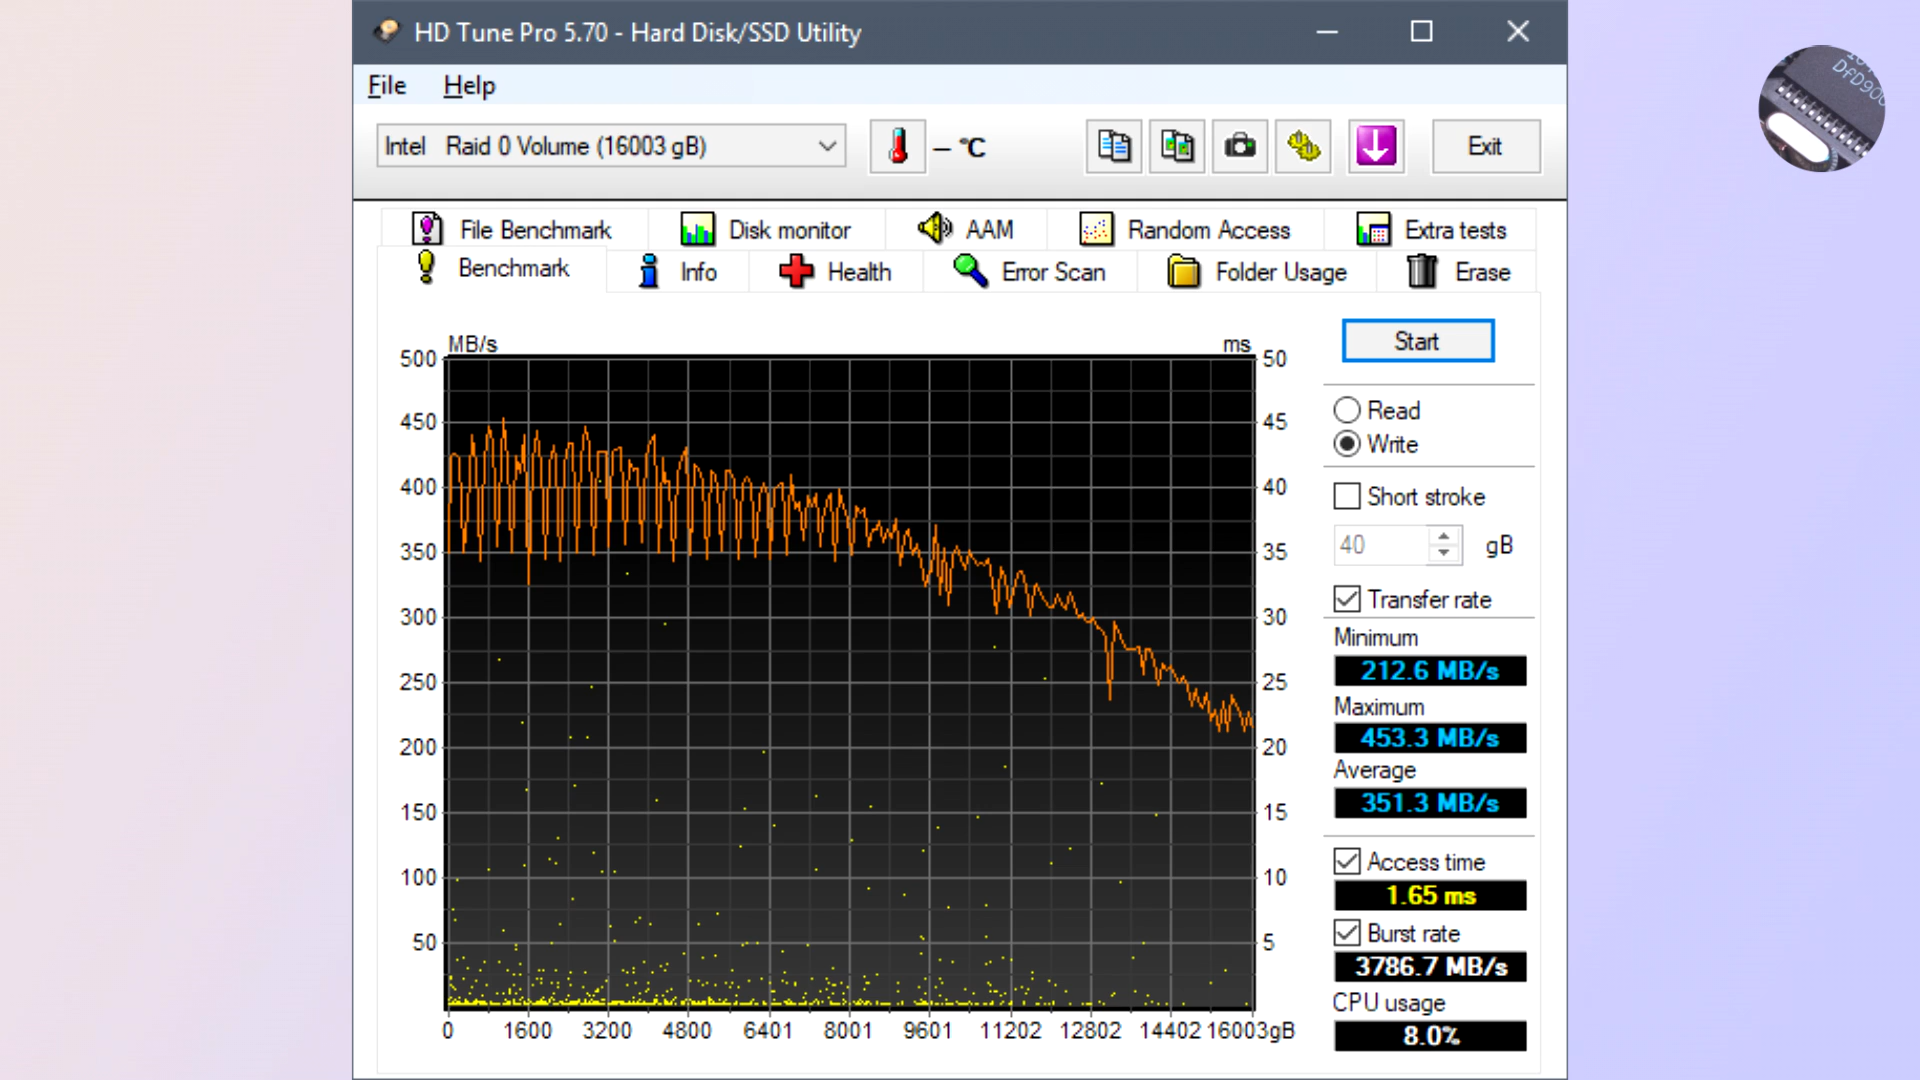 HD Tune Pro 5.70 - Hard Disk/SSD Utility
File Help
Intel Raid 0 Volume (16003 gB)
– °C
Exit
File Benchmark Disk monitor AAM Random Access Extra tests
Benchmark Info Health Error Scan Folder Usage Erase
MB/s ms
Start
500 50
450 45
400 40
350 35
300 30
250 25
200 20
150 15
100 10
50 5
0 1600 3200 4800 6401 8001 9601 11202 12802 14402 16003gB
Read
Write
Short stroke
40 gB
Transfer rate
Minimum
212.6 MB/s
Maximum
453.3 MB/s
Average
351.3 MB/s
Access time
1.65 ms
Burst rate
3786.7 MB/s
CPU usage
8.0%